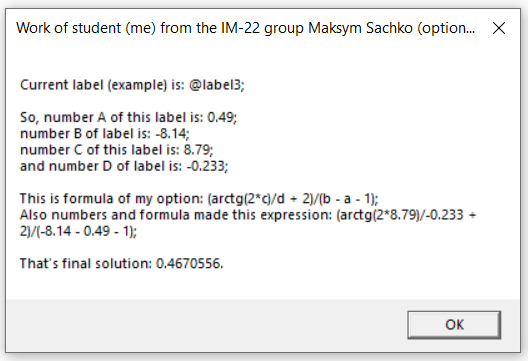 Work of student (me) from the IM-22 group Maksym Sachko (option...
Current label (example) is: @label3;
So, number A of this label is: 0.49;
number B of label is: -8.14;
number C of this label is: 8.79;
and number D of label is: -0.233;
This is formula of my option: (arctg(2*c)/d + 2)/(b - a - 1);
Also numbers and formula made this expression: (arctg(2*8.79)/-0.233 +
2)/(-8.14 - 0.49 - 1);
That's final solution: 0.4670556.
OK